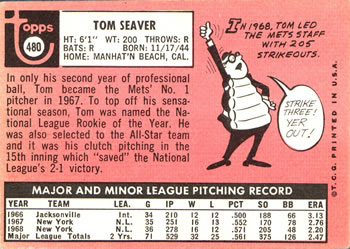 topps
480
TOM SEAVER
HT: 6'1" WT: 200 THROWS: R
BATS: R BORN: 11/17/44
HOME: MANHAT'N BEACH, CAL.
In only his second year of professional
ball, Tom became the Mets' No. 1
pitcher in 1967. To top off his sen-
sational season, Tom was named the
National League Rookie of the Year. He
was also selected to the All-Star team
and it was his clutch pitching in the
15th inning which "saved" the National
League's 2-1 victory.
IN 1968, TOM LED
THE METS STAFF
WITH 205
STRIKEOUTS.
STRIKE
THREE!
YER OUT!
©T.C.G. PRINTED IN U.S.A.
MAJOR AND MINOR LEAGUE PITCHING RECORD
YEAR TEAM LEA. G IP W L PCT. SO BB ERA
1966 Jacksonville Int. 34 210 12 12 .500 188 66 3.13
1967 New York N.L. 35 251 16 13 .552 170 78 2.76
1968 New York N.L. 36 278 16 12 .571 205 48 2.20
Major League Totals 2 Yrs. 71 529 32 25 .561 375 126 2.47